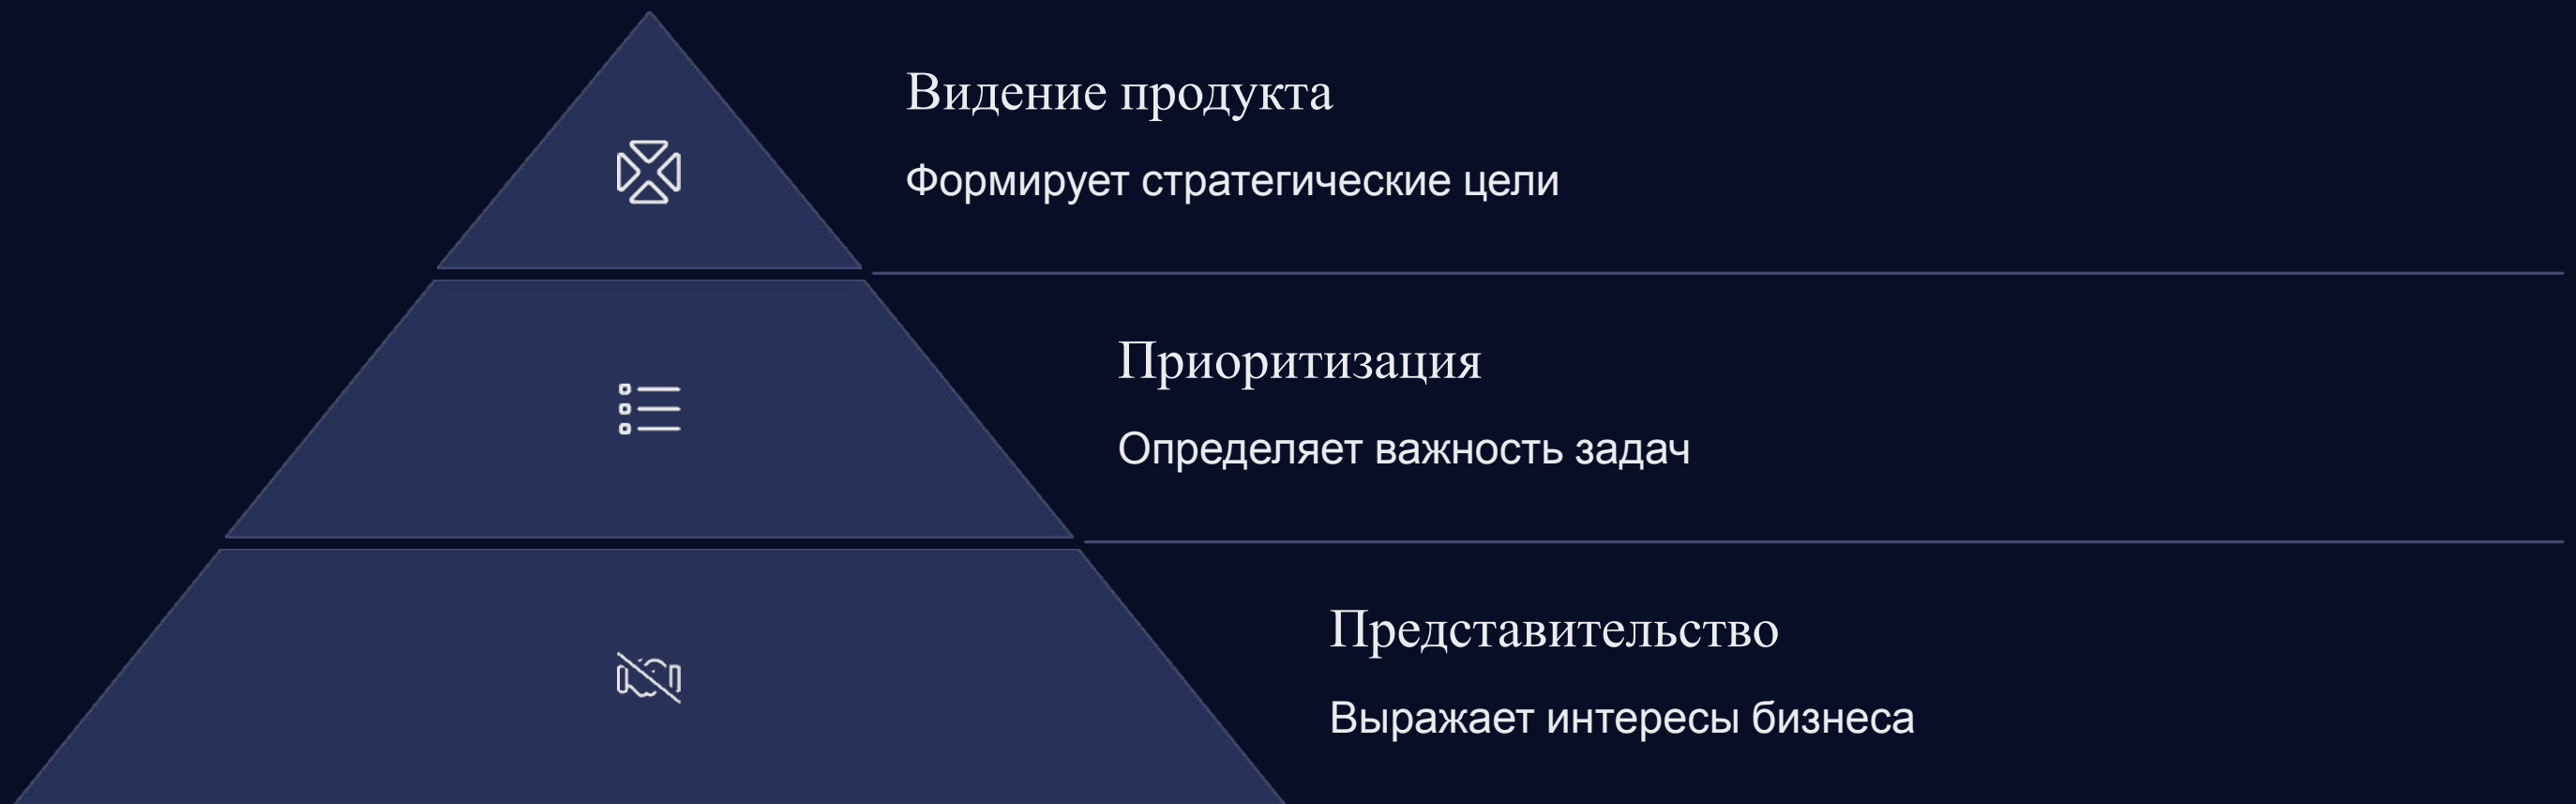 Видение продукта
Формирует стратегические цели
Приоритизация
Определяет важность задач
Представительство
Выражает интересы бизнеса